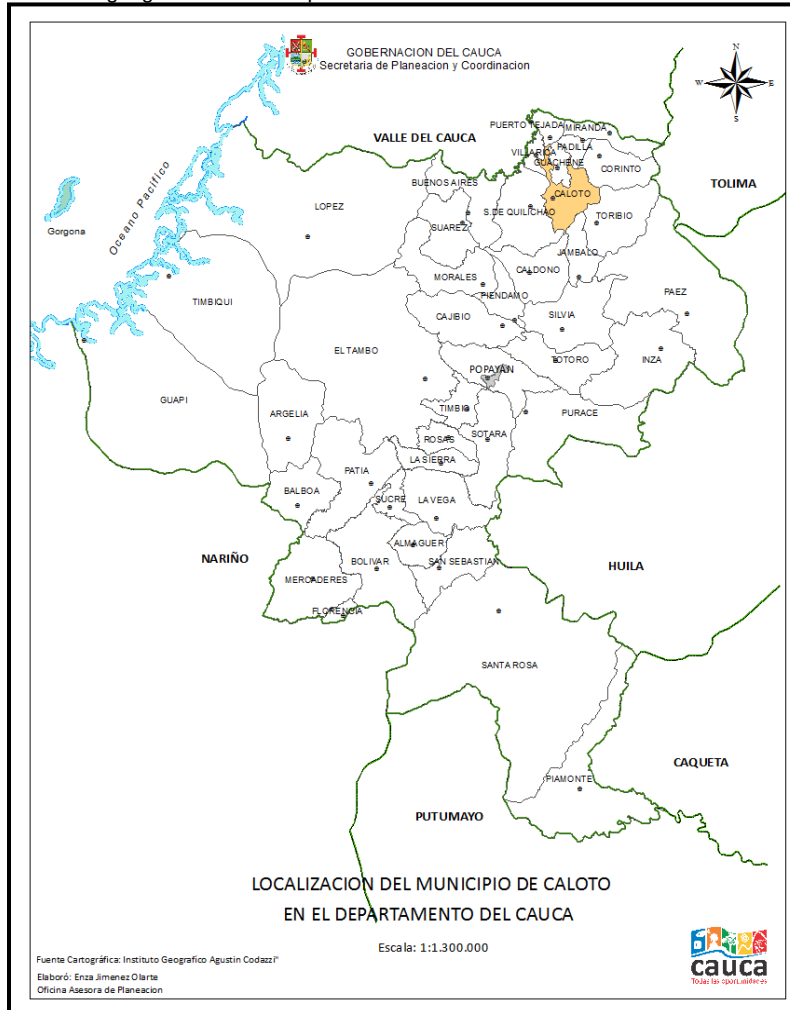 GOBERNACION DEL CAUCA
Secretaria de Planeacion y Coordinacion
N
W
E
S
PUERTO TEJADA
MIRANDA
VALLE DEL CAUCA
PADILLA
VILLARICA
GUACHENE
CORINTO
BUENOS AIRES
TOLIMA
CALOTO
Oceano Pacífico
LOPEZ
S.DE QUILICHAO
TORIBIO
Gorgona
SUAREZ
JAMBALO
MORALES
CALDONO
PAEZ
TIMBIQUI
PIENDAMO
CAJIBIO
SILVIA
EL TAMBO
TOTORO
INZA
POPAYAN
GUAPI
TIMBIO
PURACE
ARGELIA
ROSAS
SOTARA
LA SIERRA
PATIA
BALBOA
SUCRE
LA VEGA
ALMAGUER
NARIÑO
BOLIVAR
SAN SEBASTIAN
HUILA
MERCADERES
FLORENCIA
SANTA ROSA
CAQUETA
PIAMONTE
PUTUMAYO
LOCALIZACION DEL MUNICIPIO DE CALOTO
EN EL DEPARTAMENTO DEL CAUCA
Escala: 1:1.300.000
Fuente Cartográfica: Instituto Geografico Agustin Codazzi"
Elaboró: Enza Jimenez Olarte
Oficina Asesora de Planeacion
cauca
Todas las oportunidades